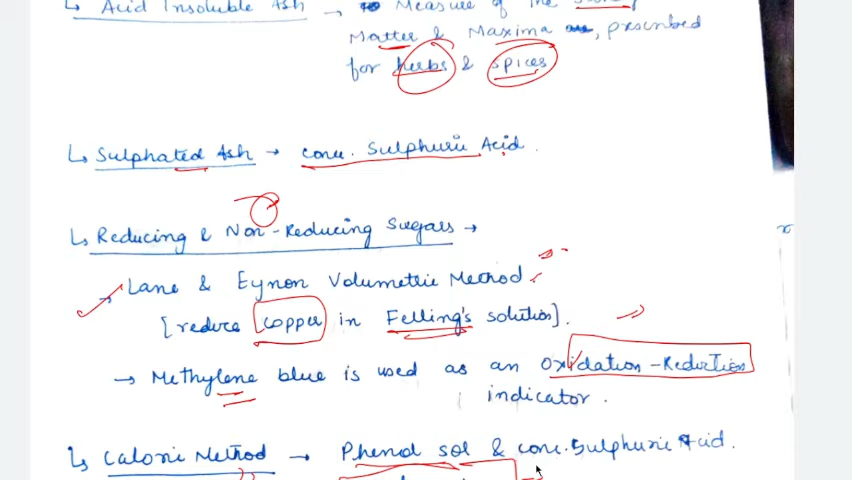 ↳ Acid Insoluble Ash → Measure of the
Matter & Maxima are, prescribed
for herbs & spices
↳ Sulphated Ash → conc. Sulphuric Acid.
↳ Reducing & Non-Reducing Sugars →
→ Lane & Eynon Volumetric Method.
[reduce copper in Felling's solution].
→ Methylene blue is used as an Oxidation-Reduction
indicator.
↳ Calorie Method → Phenol sol & conc. Sulphuric Acid.